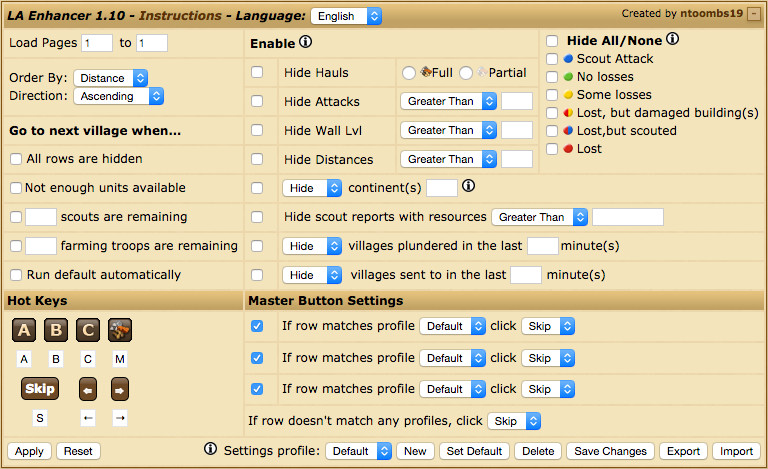 LA Enhancer 1.10 - Instructions - Language: English
Created by ntoombs19 -
Load Pages 1 to 1
Order By: Distance
Direction: Ascending
Go to next village when...
All rows are hidden
Not enough units available
scouts are remaining
farming troops are remaining
Run default automatically
Enable
Hide Hauls Full Partial
Hide Attacks Greater Than
Hide Wall Lvl Greater Than
Hide Distances Greater Than
Hide continent(s)
Hide scout reports with resources Greater Than
Hide villages plundered in the last minute(s)
Hide villages sent to in the last minute(s)
Hide All/None
Scout Attack
No losses
Some losses
Lost, but damaged building(s)
Lost,but scouted
Lost
Hot Keys
A B C
A B C M
Skip
S ← →
Master Button Settings
If row matches profile Default click Skip
If row matches profile Default click Skip
If row matches profile Default click Skip
If row doesn't match any profiles, click Skip
Apply Reset Settings profile: Default New Set Default Delete Save Changes Export Import